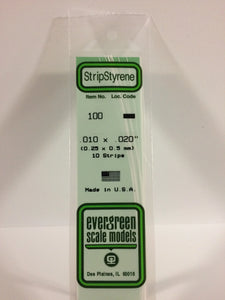 StripStyrene
Item No. Loc. Code
100
.010 x .020"
(0.25 x 0.5 mm)
10 Strips
Made in U.S.A.
evergreen
scale models
Des Plaines, IL 60018